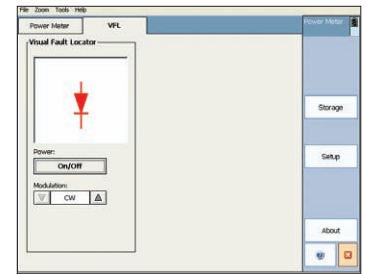 File Zoom Tools Help
Power Meter VFL
Power Meter
Visual Fault Locator
Storage
Power:
On/Off
Setup
Modulation:
CW
About